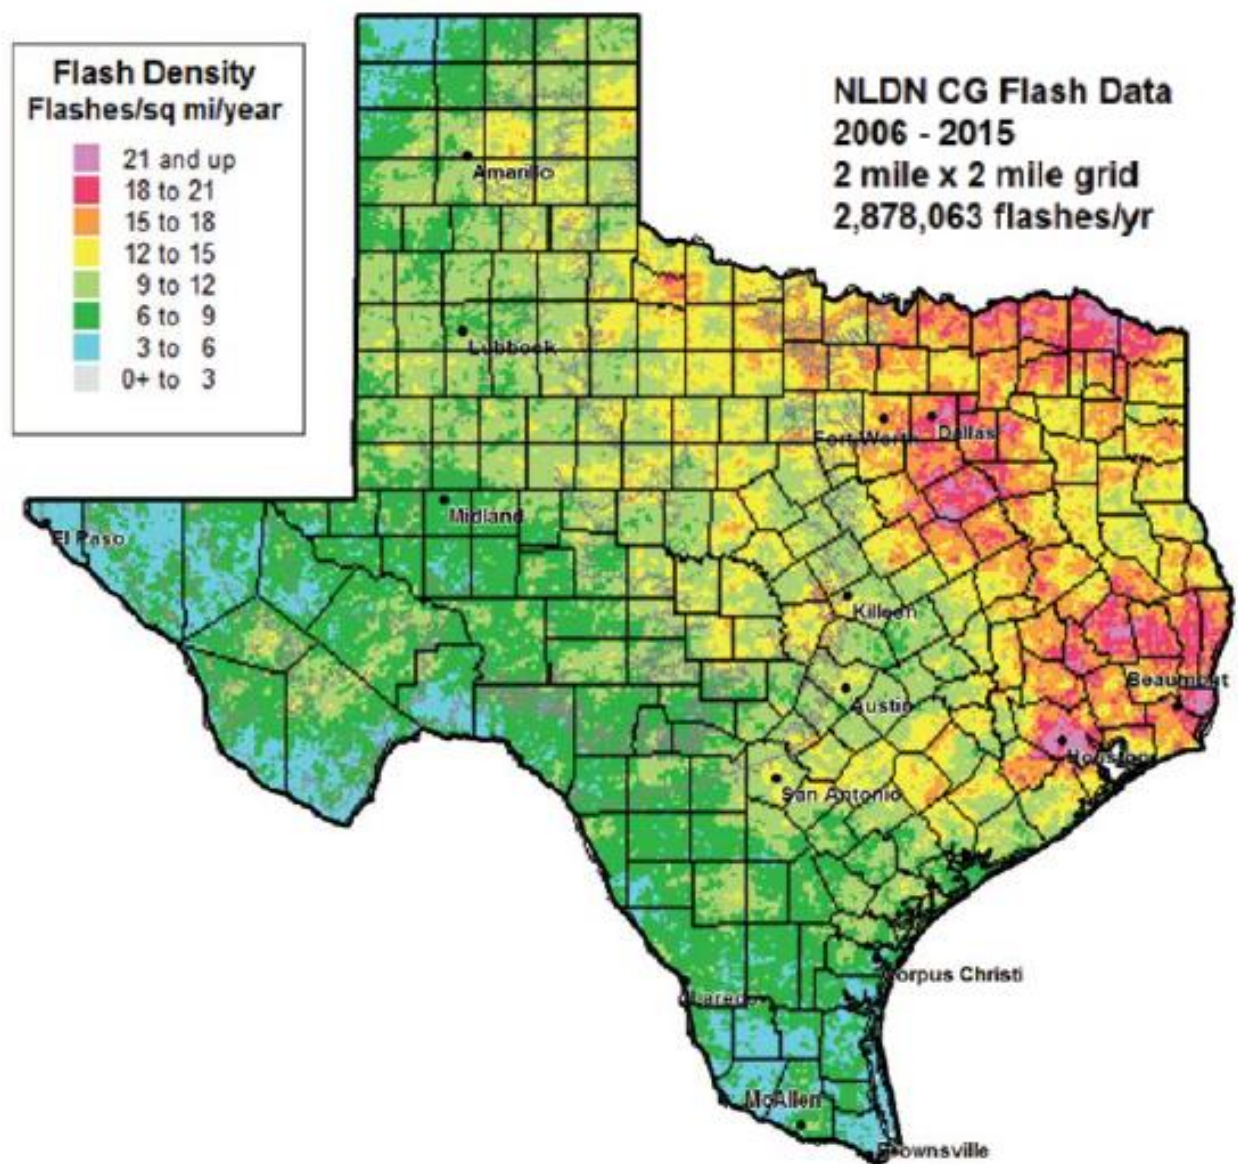 Flash Density
Flashes/sq mi/year
21 and up
18 to 21
15 to 18
12 to 15
9 to 12
6 to 9
3 to 6
0+ to 3
NLDN CG Flash Data
2006 - 2015
2 mile x 2 mile grid
2,878,063 flashes/yr
Amarillo
Lubbock
Fort Worth
Dallas
Midland
El Paso
Killeen
Beaumont
Austin
Houston
San Antonio
Corpus Christi
Laredo
McAllen
Brownsville